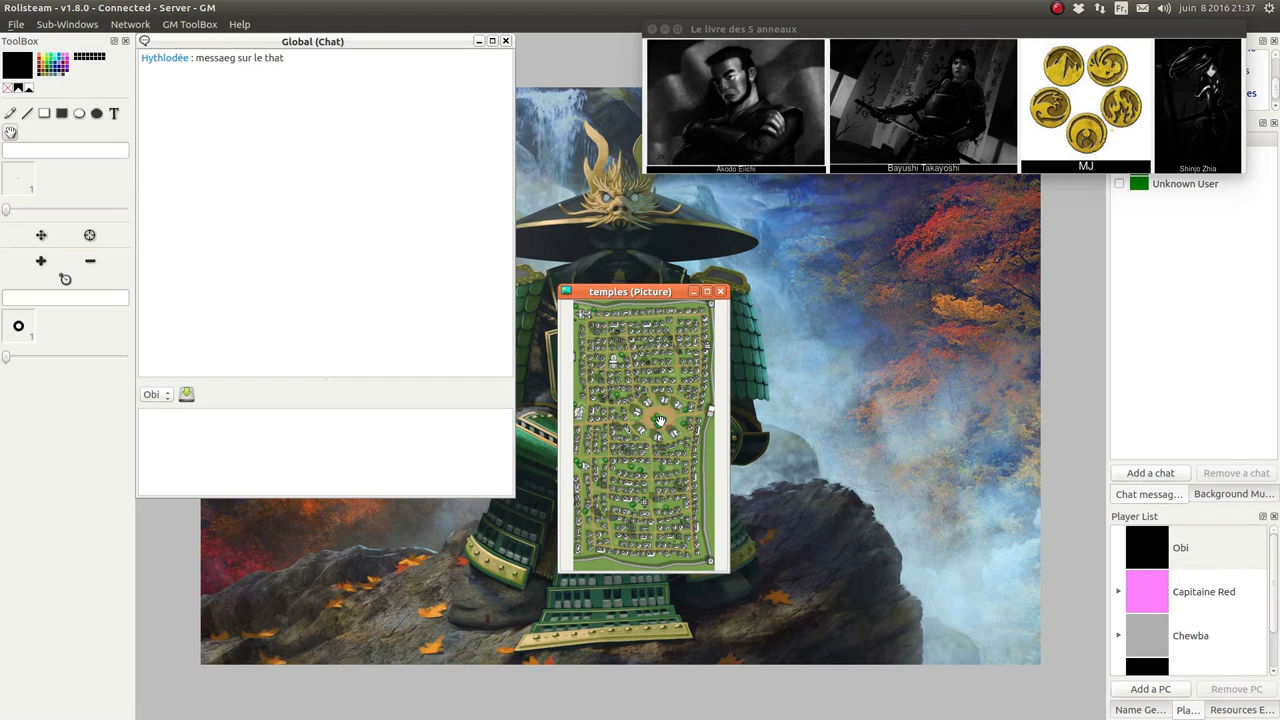 Rolisteam - v1.8.0 - Connected - Server - GM
Fr
juin 8 2016 21:37
File Sub-Windows Network GM ToolBox Help
ToolBox
Global (Chat)
Hythlodée : messaeg sur le that
T
1
1
Obi
Le livre des 5 anneaux
Akodo Eiichi
Bayushi Takayoshi
MJ
Shinjo Zhia
temples (Picture)
Unknown User
Add a chat
Remove a chat
Chat messag...
Background Mu...
Player List
Obi
Capitaine Red
Chewba
Add a PC
Remove PC
Name Ge...
Pla...
Resources E...